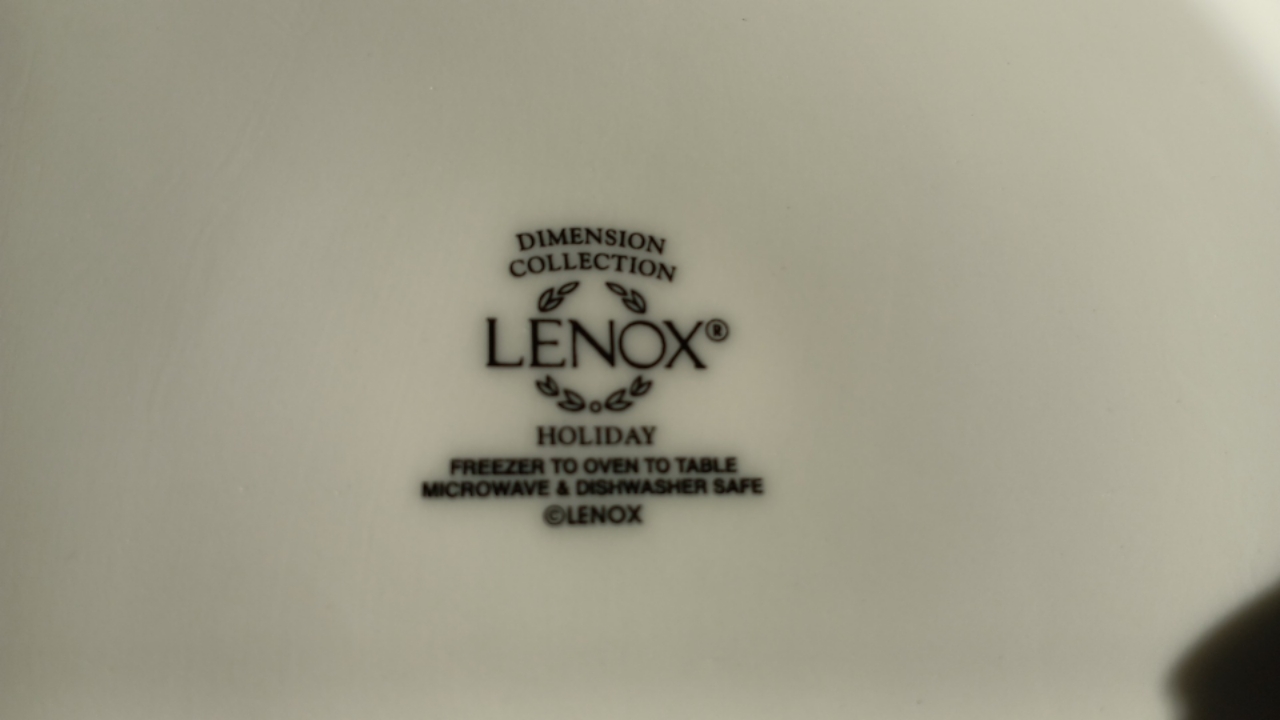 DIMENSION
COLLECTION
LENOX®
HOLIDAY
FREEZER TO OVEN TO TABLE
MICROWAVE & DISHWASHER SAFE
©LENOX